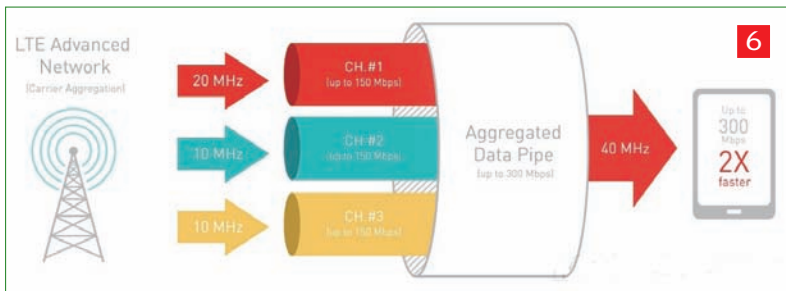 LTE Advanced
Network
(Carrier Aggregation)
20 MHz
10 MHz
10 MHz
CH.#1
(up to 150 Mbps)
CH.#2
(up to 150 Mbps)
CH.#3
(up to 150 Mbps)
Aggregated
Data Pipe
(up to 300 Mbps)
40 MHz
Up to
300
Mbps
2X
faster
6